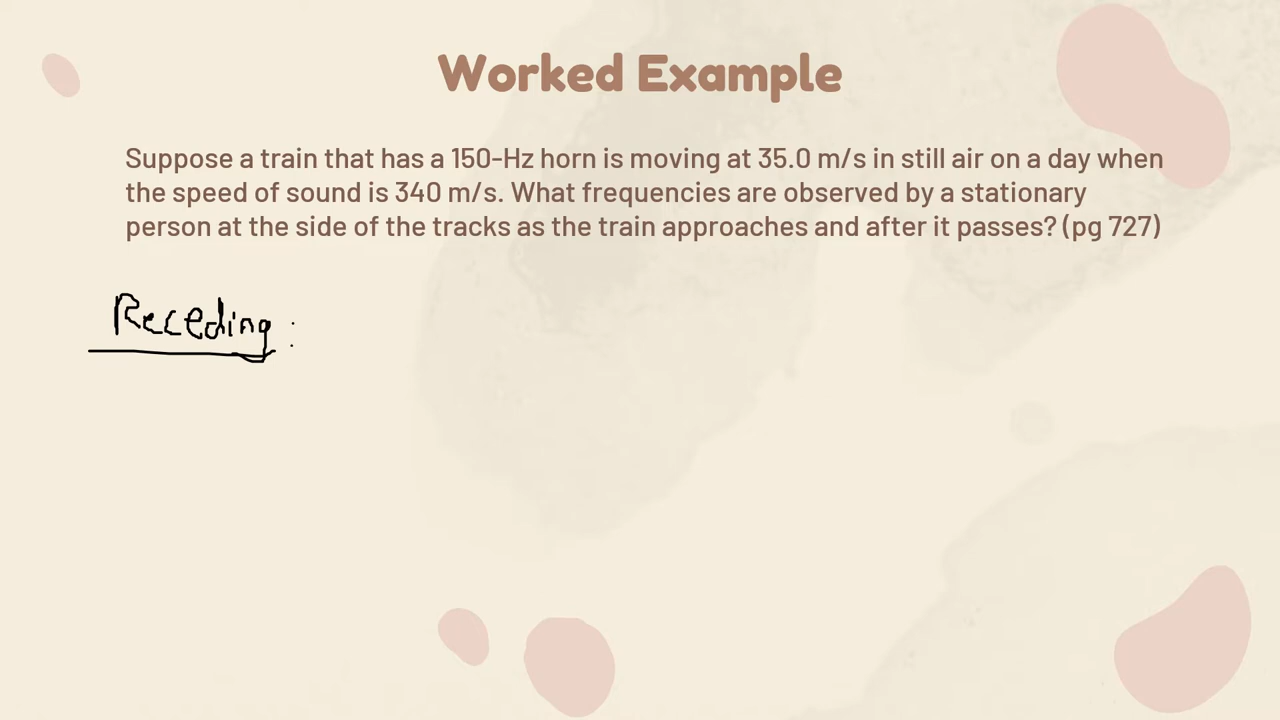 Worked Example
Suppose a train that has a 150-Hz horn is moving at 35.0 m/s in still air on a day when
the speed of sound is 340 m/s. What frequencies are observed by a stationary
person at the side of the tracks as the train approaches and after it passes? (pg 727)
Receding: